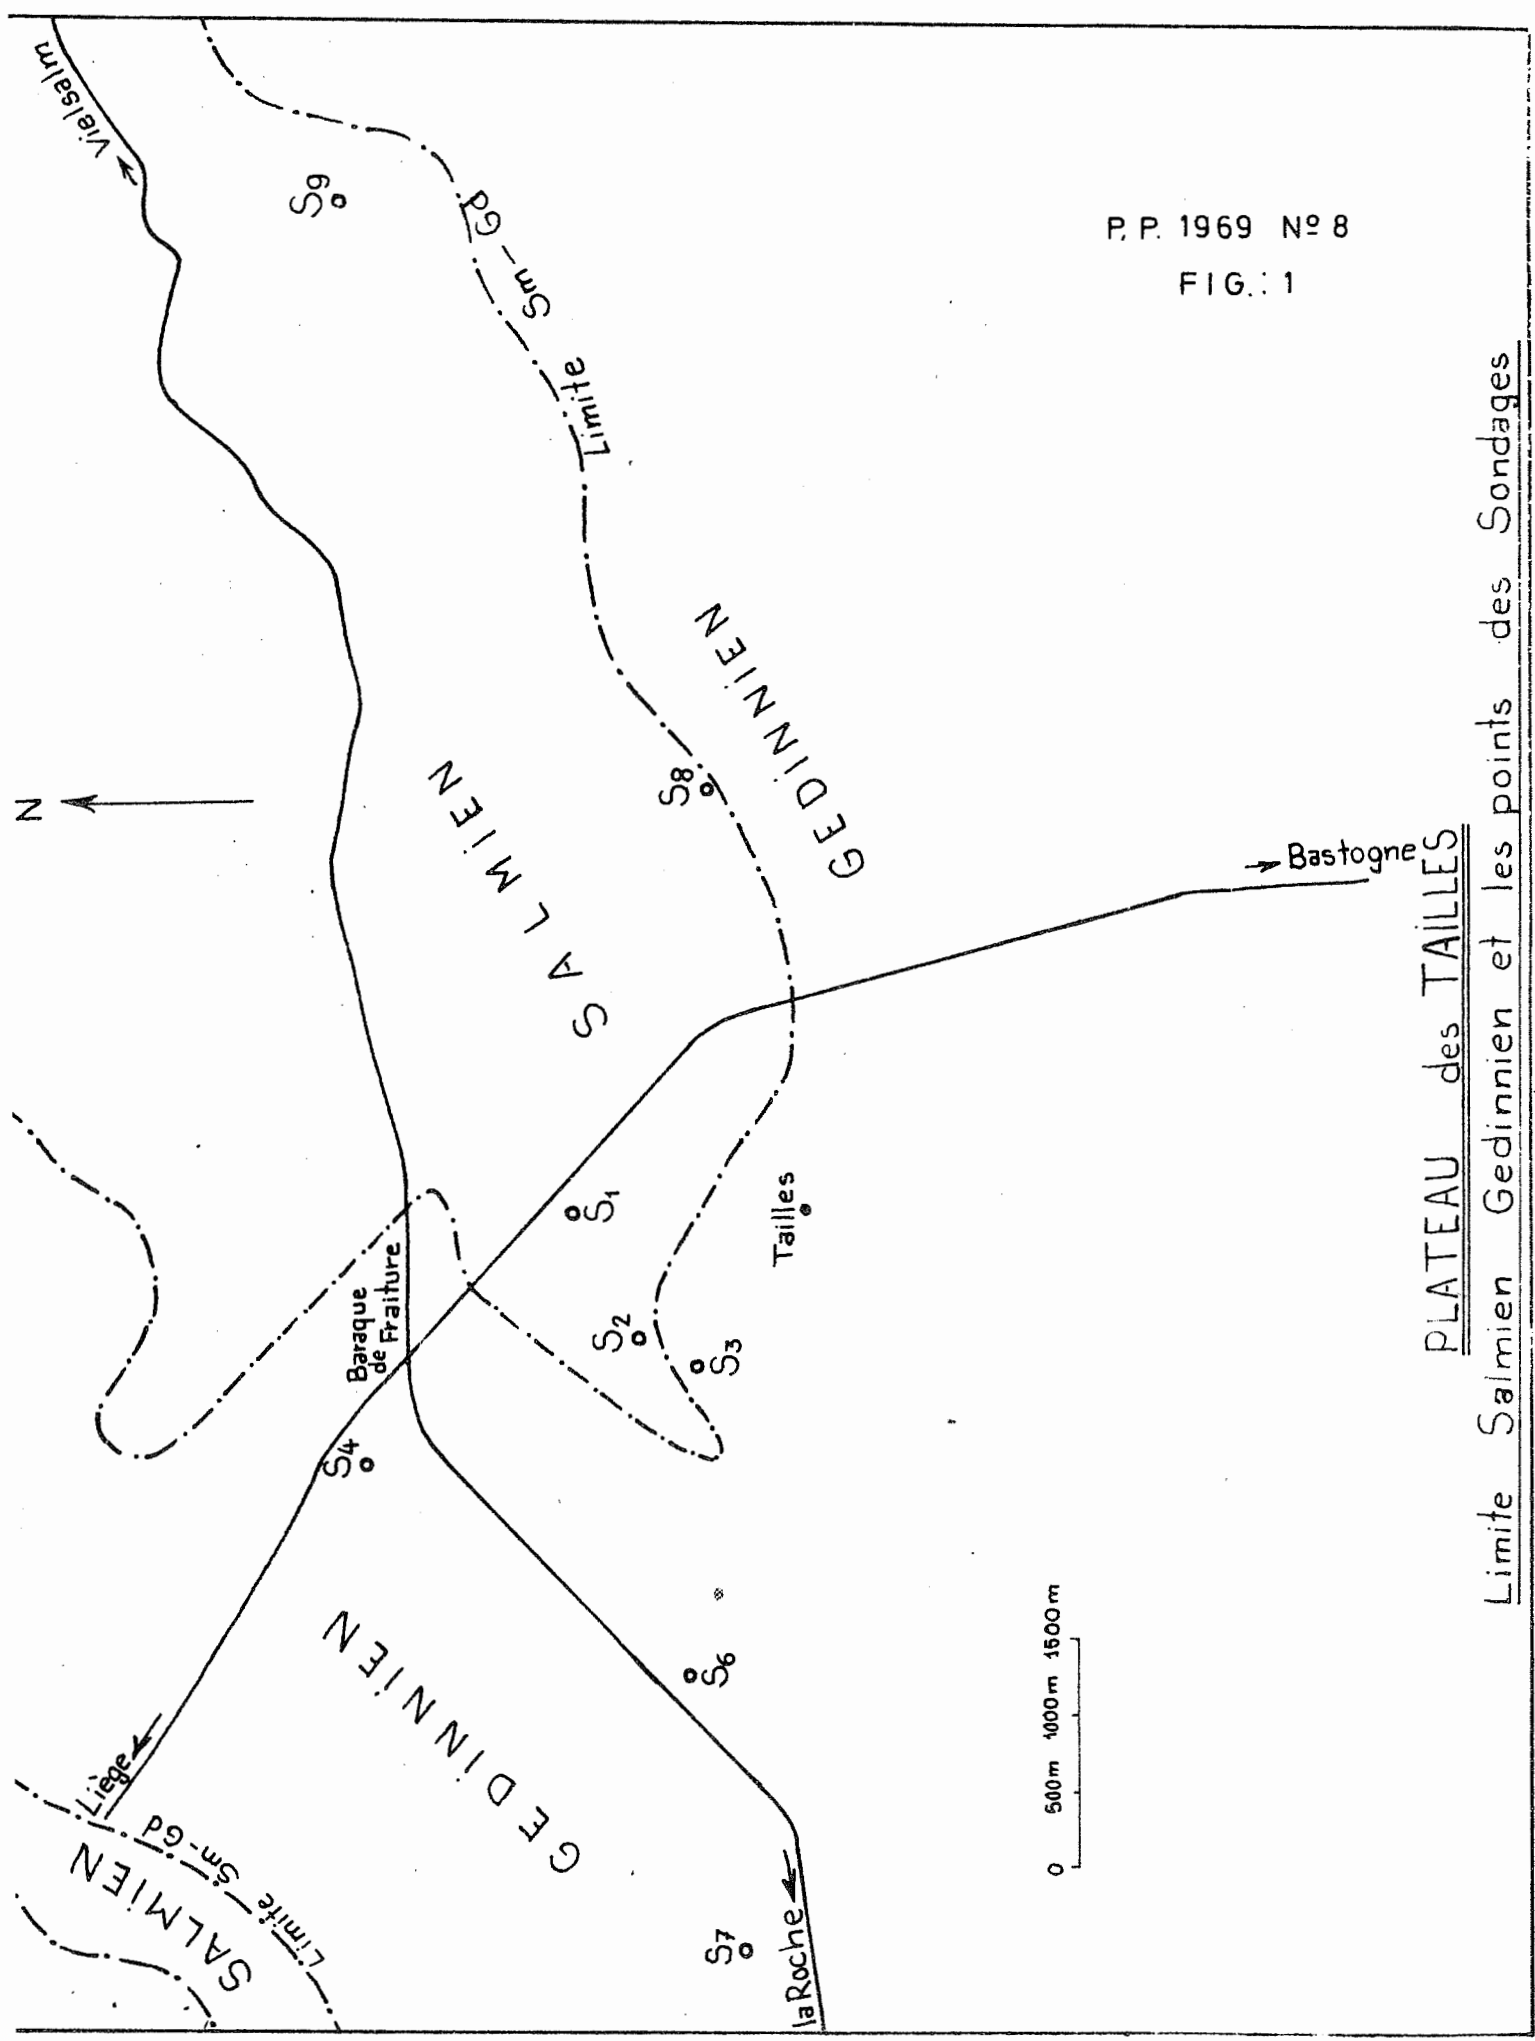 P.P. 1969 Nº 8
FIG.: 1
N
Vielsalm
S9
Limite Sm-Gd
S8
GEDINNIEN
SALMIEN
Bastogne
S1
Tailles
Baraque
de Fraiture
S2
S3
S4
S6
S7
GEDINNIEN
Liège
SALMIEN
Limite Sm-Gd
la Roche
0 500m 1000m 1500m
PLATEAU des TAILLES
Limite Salmien Gedinnien et les points des Sondages